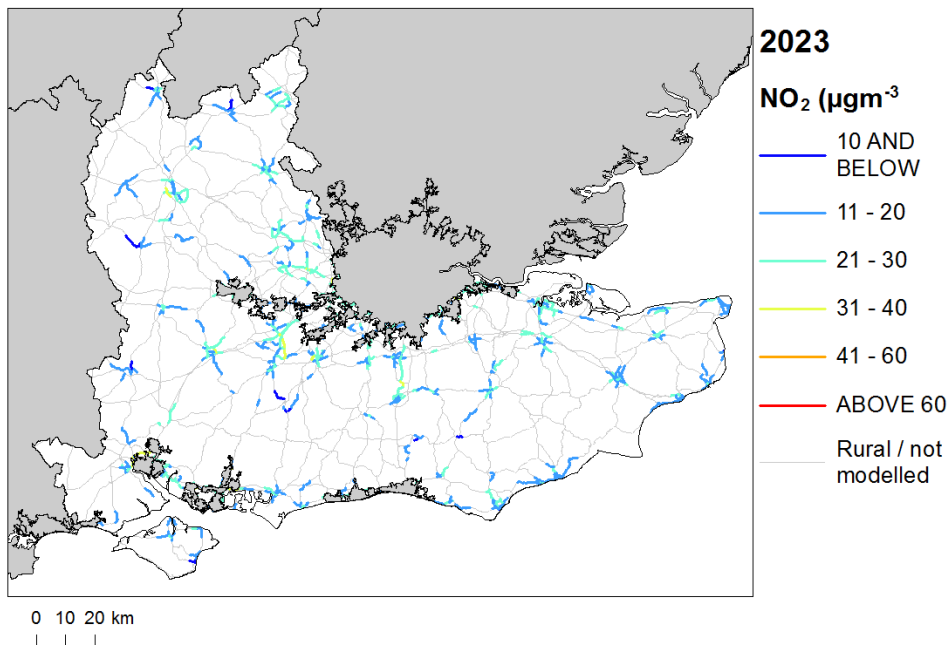 2023
NO₂ (µgm⁻³
10 AND
BELOW
11 - 20
21 - 30
31 - 40
41 - 60
ABOVE 60
Rural / not
modelled
0 10 20 km